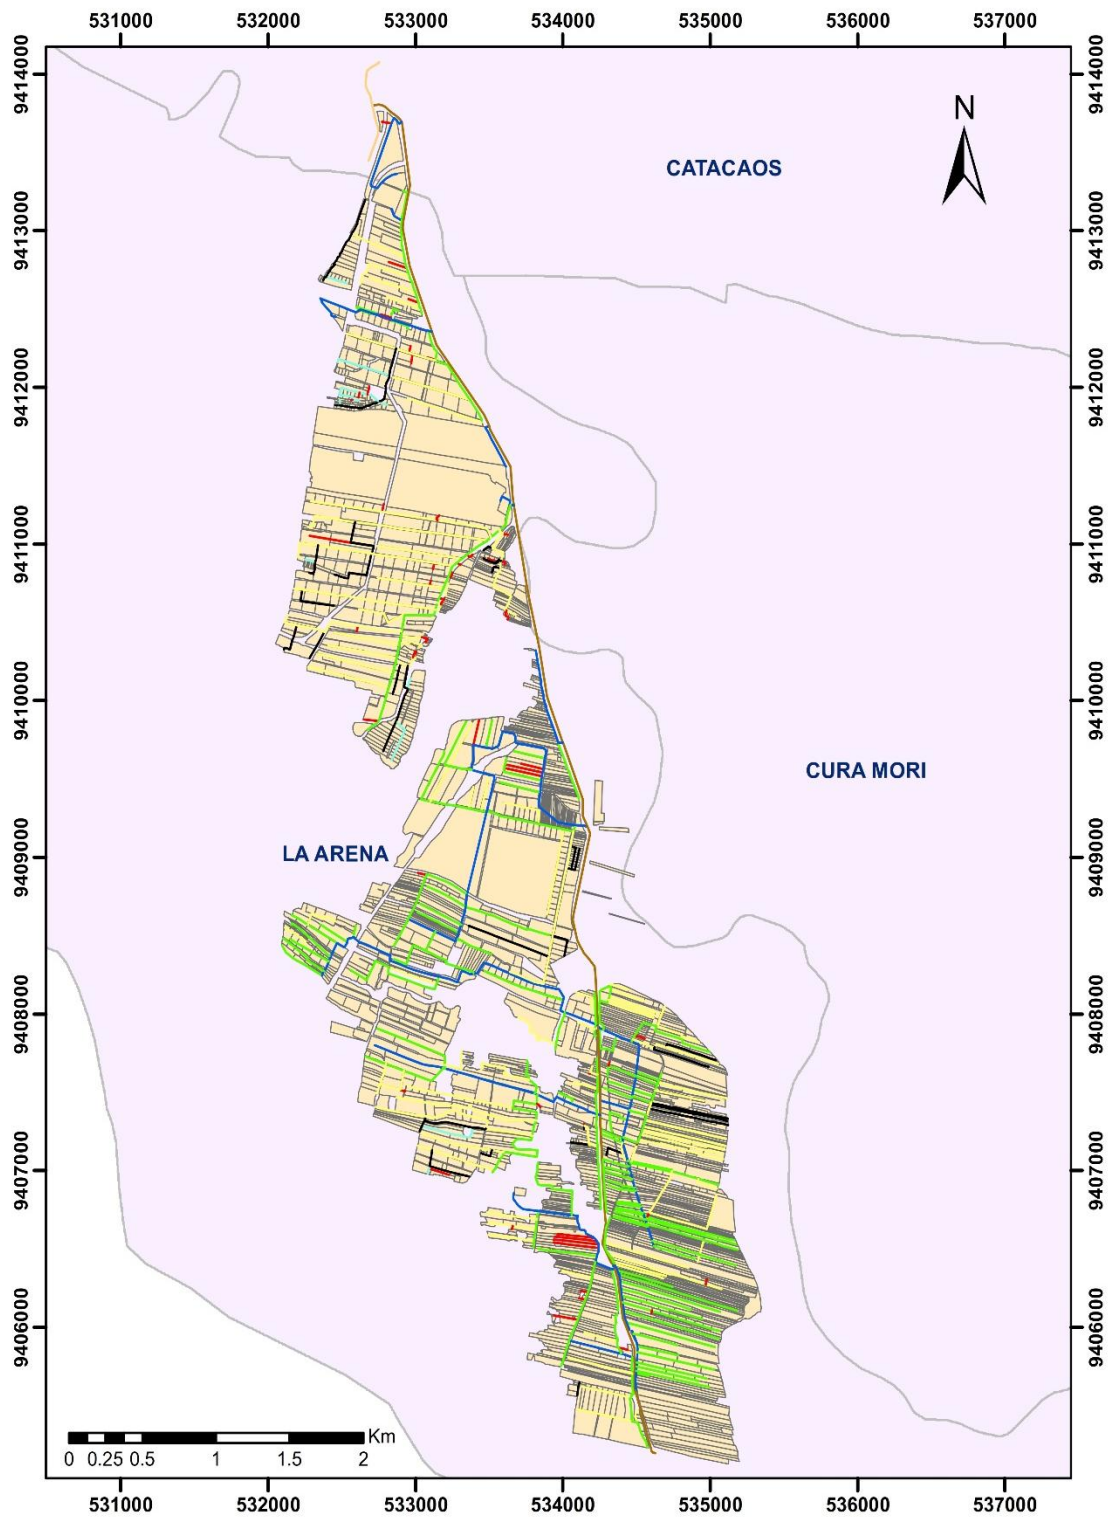 531000 532000 533000 534000 535000 536000 537000
9414000 9414000
N
CATACAOS
9413000 9413000
9412000 9412000
9411000 9411000
9410000 9410000
CURA MORI
LA ARENA
9409000 9409000
9408000 9408000
9407000 9407000
9406000 9406000
Km
0 0.25 0.5 1 1.5 2
531000 532000 533000 534000 535000 536000 537000